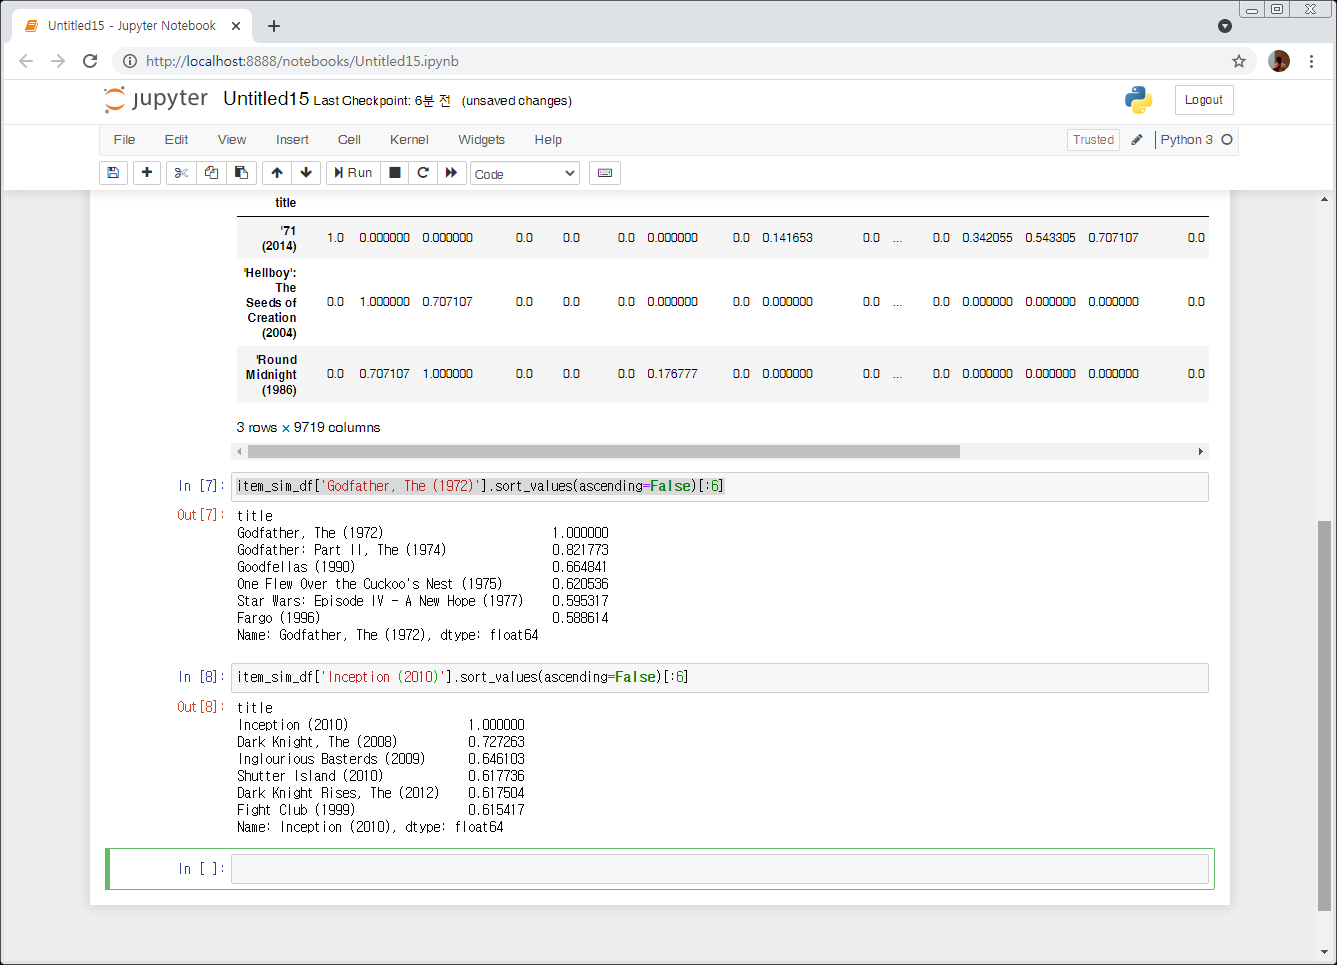 Untitled15 - Jupyter Notebook
http://localhost:8888/notebooks/Untitled15.ipynb
jupyter Untitled15 Last Checkpoint: 6분 전 (unsaved changes)
Logout
File Edit View Insert Cell Kernel Widgets Help
Trusted Python 3
Run Code
title
'71
(2014) 1.0 0.000000 0.000000 0.0 0.0 0.0 0.000000 0.0 0.141653 0.0 ... 0.0 0.342055 0.543305 0.707107 0.0
'Hellboy':
The
Seeds of 0.0 1.000000 0.707107 0.0 0.0 0.0 0.000000 0.0 0.000000 0.0 ... 0.0 0.000000 0.000000 0.000000 0.0
Creation
(2004)
'Round
Midnight 0.0 0.707107 1.000000 0.0 0.0 0.0 0.176777 0.0 0.000000 0.0 ... 0.0 0.000000 0.000000 0.000000 0.0
(1986)
3 rows × 9719 columns
In [7]: item_sim_df['Godfather, The (1972)'].sort_values(ascending=False)[:6]
Out[7]: title
Godfather, The (1972) 1.000000
Godfather: Part II, The (1974) 0.821773
Goodfellas (1990) 0.664841
One Flew Over the Cuckoo's Nest (1975) 0.620536
Star Wars: Episode IV - A New Hope (1977) 0.595317
Fargo (1996) 0.588614
Name: Godfather, The (1972), dtype: float64
In [8]: item_sim_df['Inception (2010)'].sort_values(ascending=False)[:6]
Out[8]: title
Inception (2010) 1.000000
Dark Knight, The (2008) 0.727263
Inglourious Basterds (2009) 0.646103
Shutter Island (2010) 0.617736
Dark Knight Rises, The (2012) 0.617504
Fight Club (1999) 0.615417
Name: Inception (2010), dtype: float64
In [ ]: